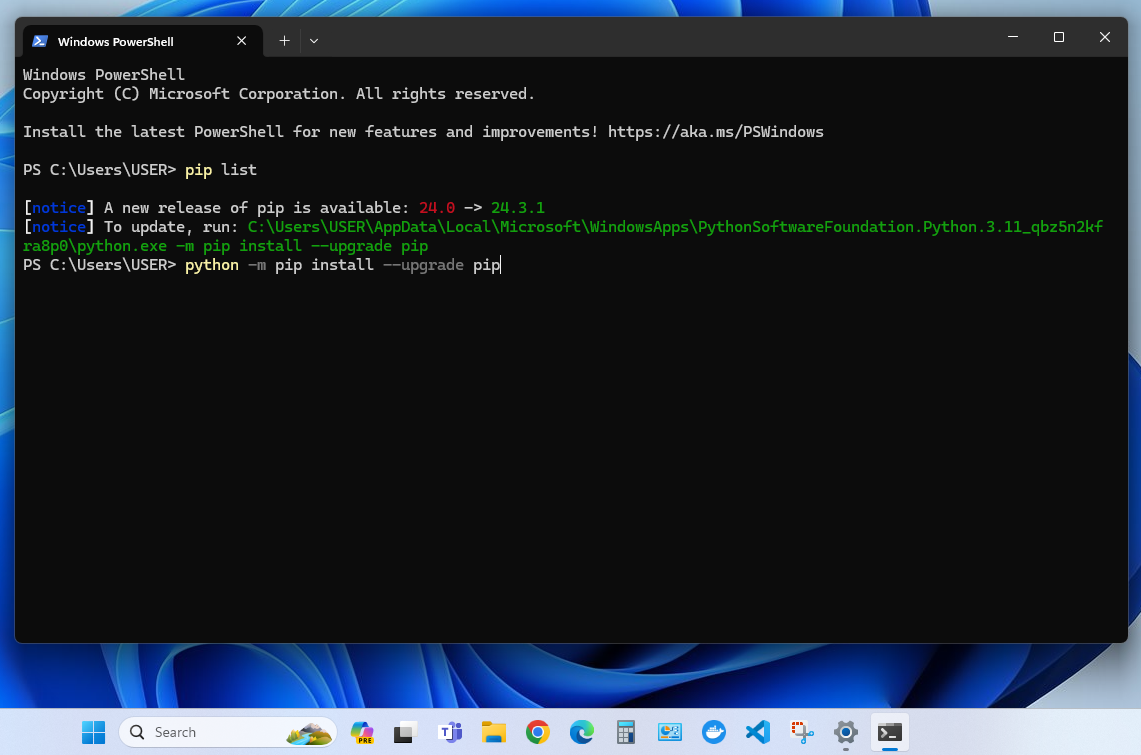 Windows PowerShell
Windows PowerShell
Copyright (C) Microsoft Corporation. All rights reserved.
Install the latest PowerShell for new features and improvements! https://aka.ms/PSWindows
PS C:\Users\USER> pip list
[notice] A new release of pip is available: 24.0 -> 24.3.1
[notice] To update, run: C:\Users\USER\AppData\Local\Microsoft\WindowsApps\PythonSoftwareFoundation.Python.3.11_qbz5n2kf
ra8p0\python.exe -m pip install --upgrade pip
PS C:\Users\USER> python -m pip install --upgrade pip
Search
PRE
T